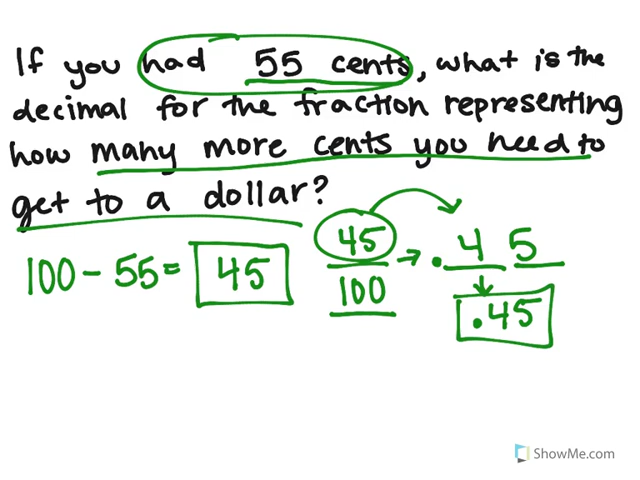 If you had 55 cents, what is the
decimal for the fraction representing
how many more cents you need to
get to a dollar?
100 - 55 = 45
45
100
→ . 4 5
.45
ShowMe.com